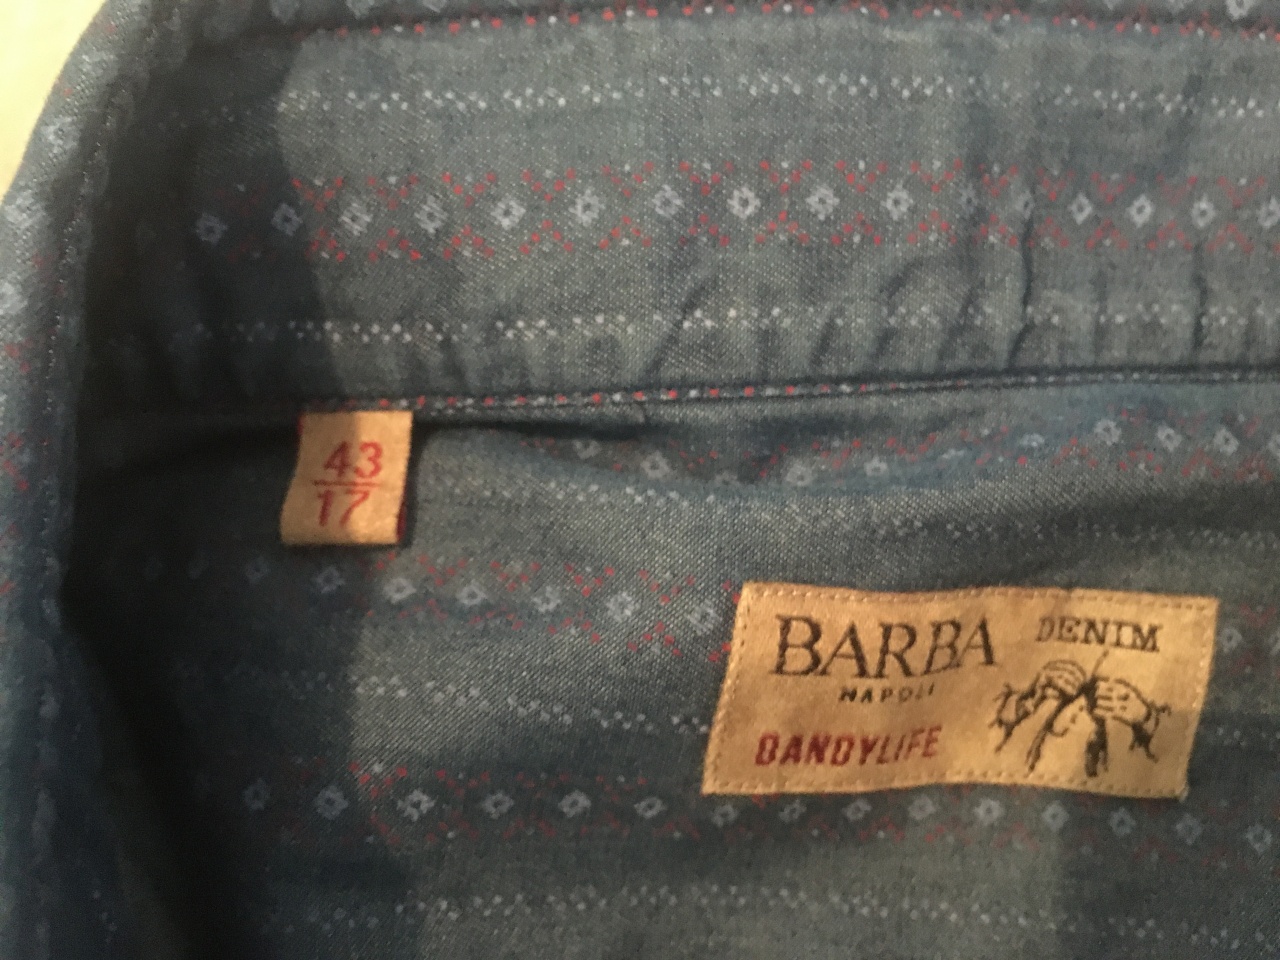 43
17
BARBA DENIM
NAPOLI
DANDYLIFE